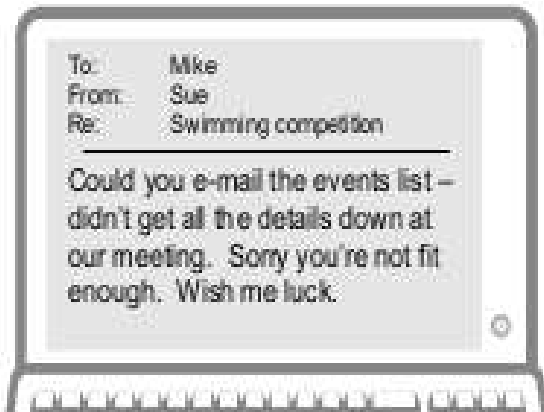 To: Mike
From: Sue
Re: Swimming competition
Could you e-mail the events list –
didn't get all the details down at
our meeting. Sorry you're not fit
enough. Wish me luck.